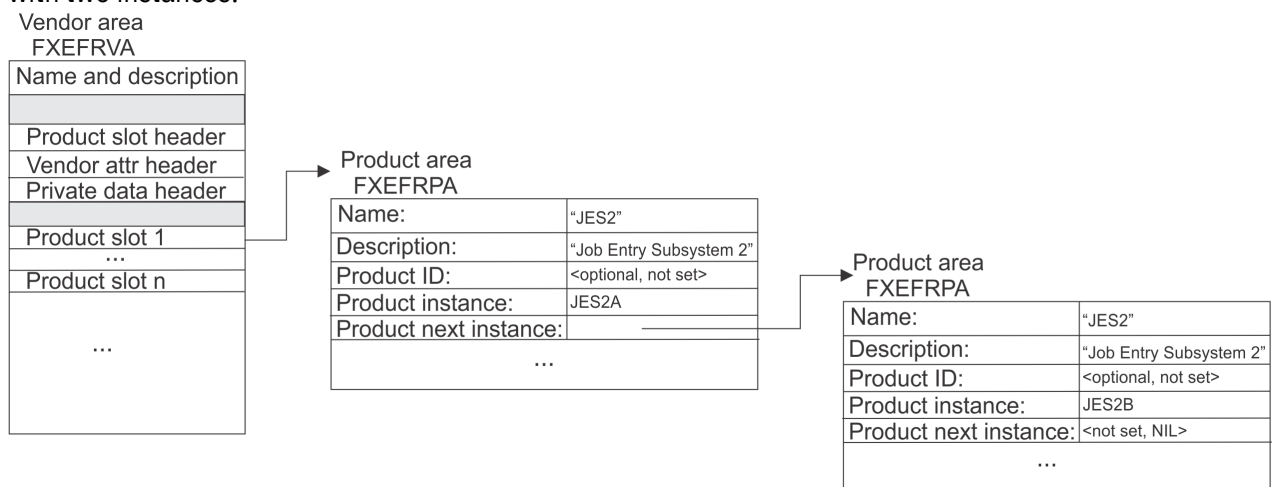 with two instances.
Vendor area
FXEFRVA
Name and description
Product slot header
Vendor attr header
Private data header
Product slot 1
...
Product slot n
...
Product area
FXEFRPA
Name: "JES2"
Description: "Job Entry Subsystem 2"
Product ID: <optional, not set>
Product instance: JES2A
Product next instance:
...
Product area
FXEFRPA
Name: "JES2"
Description: "Job Entry Subsystem 2"
Product ID: <optional, not set>
Product instance: JES2B
Product next instance: <not set, NIL>
...